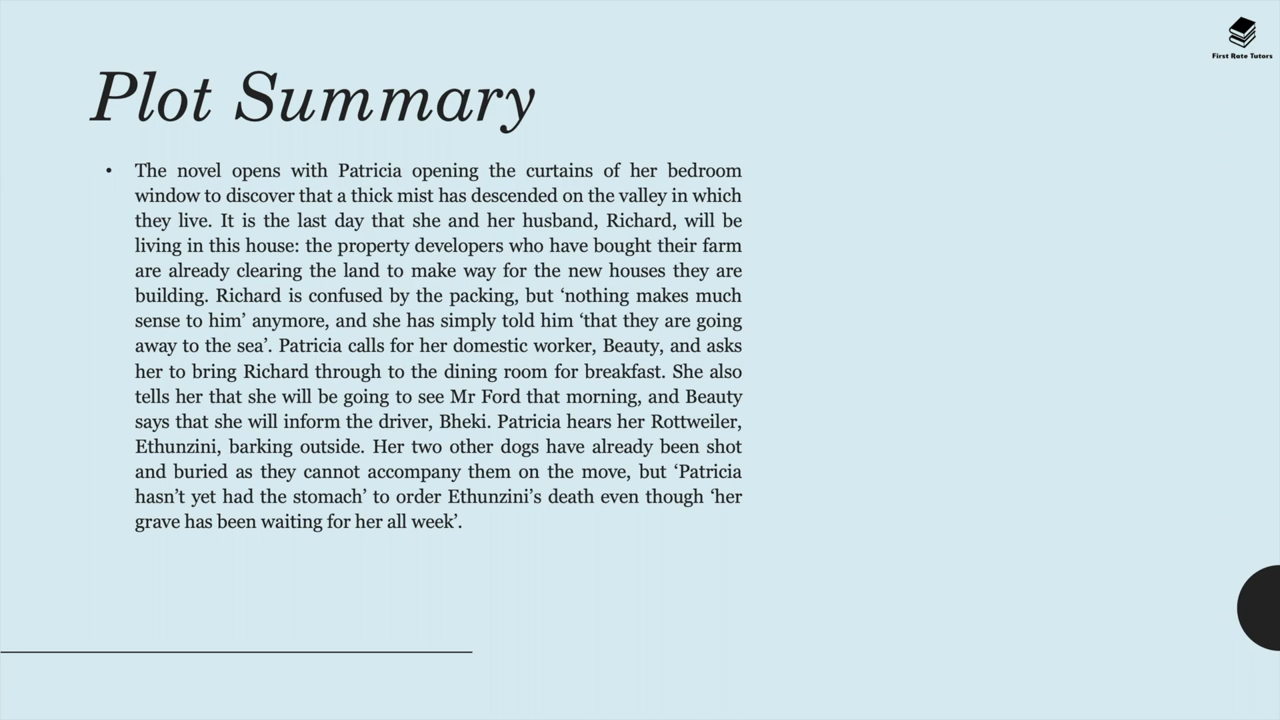 First Rate Tutors
Plot Summary
• The novel opens with Patricia opening the curtains of her bedroom
window to discover that a thick mist has descended on the valley in which
they live. It is the last day that she and her husband, Richard, will be
living in this house: the property developers who have bought their farm
are already clearing the land to make way for the new houses they are
building. Richard is confused by the packing, but ‘nothing makes much
sense to him’ anymore, and she has simply told him ‘that they are going
away to the sea’. Patricia calls for her domestic worker, Beauty, and asks
her to bring Richard through to the dining room for breakfast. She also
tells her that she will be going to see Mr Ford that morning, and Beauty
says that she will inform the driver, Bheki. Patricia hears her Rottweiler,
Ethunzini, barking outside. Her two other dogs have already been shot
and buried as they cannot accompany them on the move, but ‘Patricia
hasn’t yet had the stomach’ to order Ethunzini’s death even though ‘her
grave has been waiting for her all week’.